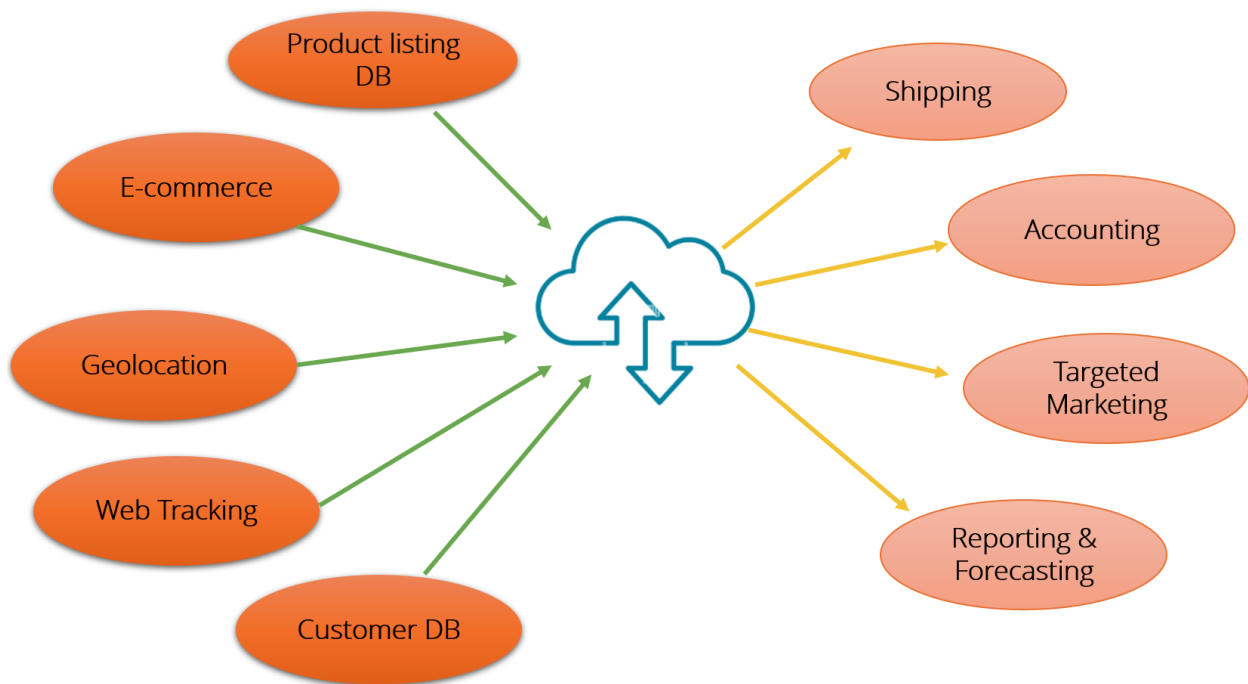 Product listing
DB
E-commerce
Geolocation
Web Tracking
Customer DB
Shipping
Accounting
Targeted
Marketing
Reporting &
Forecasting